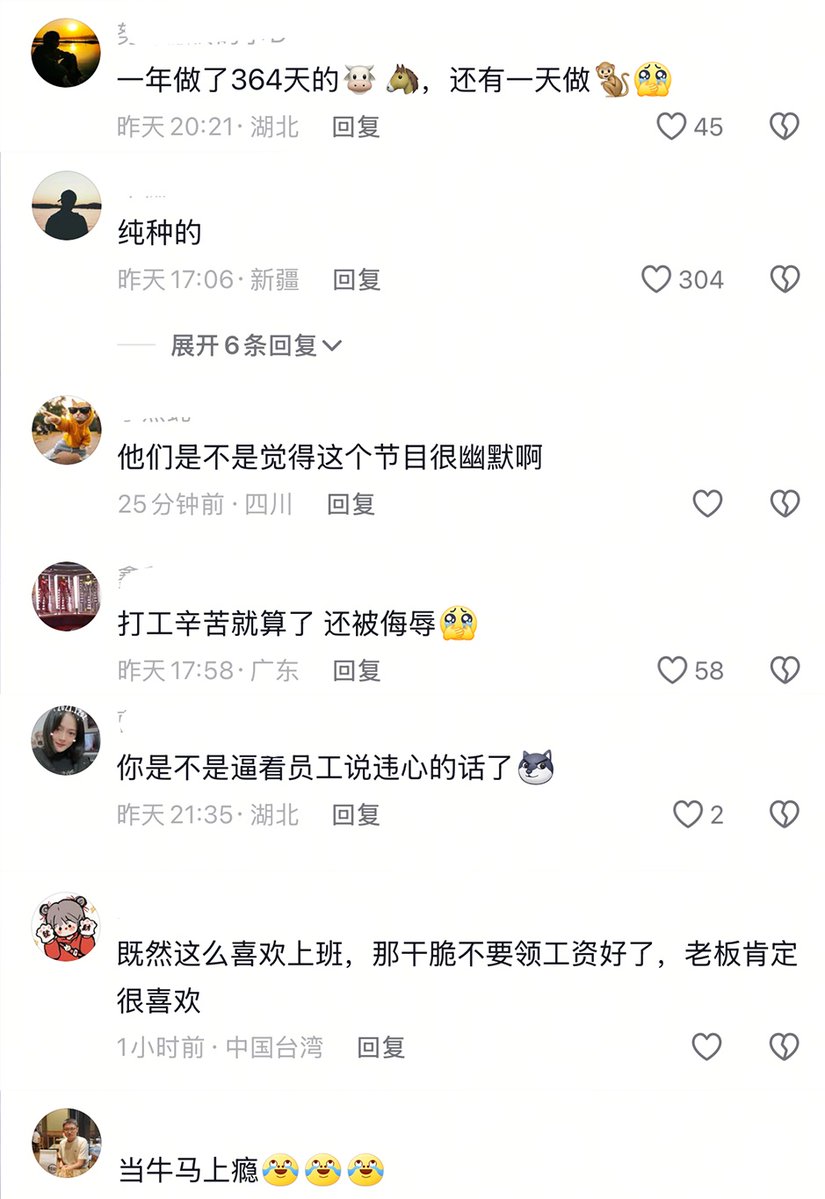 一年做了364天的🐮🐴，还有一天做🐒🥹
昨天 20:21 · 湖北 回复 45
纯种的
昨天 17:06 · 新疆 回复 304
展开6条回复
他们是不是觉得这个节目很幽默啊
25分钟前 · 四川 回复
打工辛苦就算了 还被侮辱🥹
昨天 17:58 · 广东 回复 58
你是不是逼着员工说违心的话了🐺
昨天 21:35 · 湖北 回复 2
既然这么喜欢上班，那干脆不要领工资好了，老板肯定
很喜欢
1小时前 · 中国台湾 回复
当牛马上瘾😂😂😂